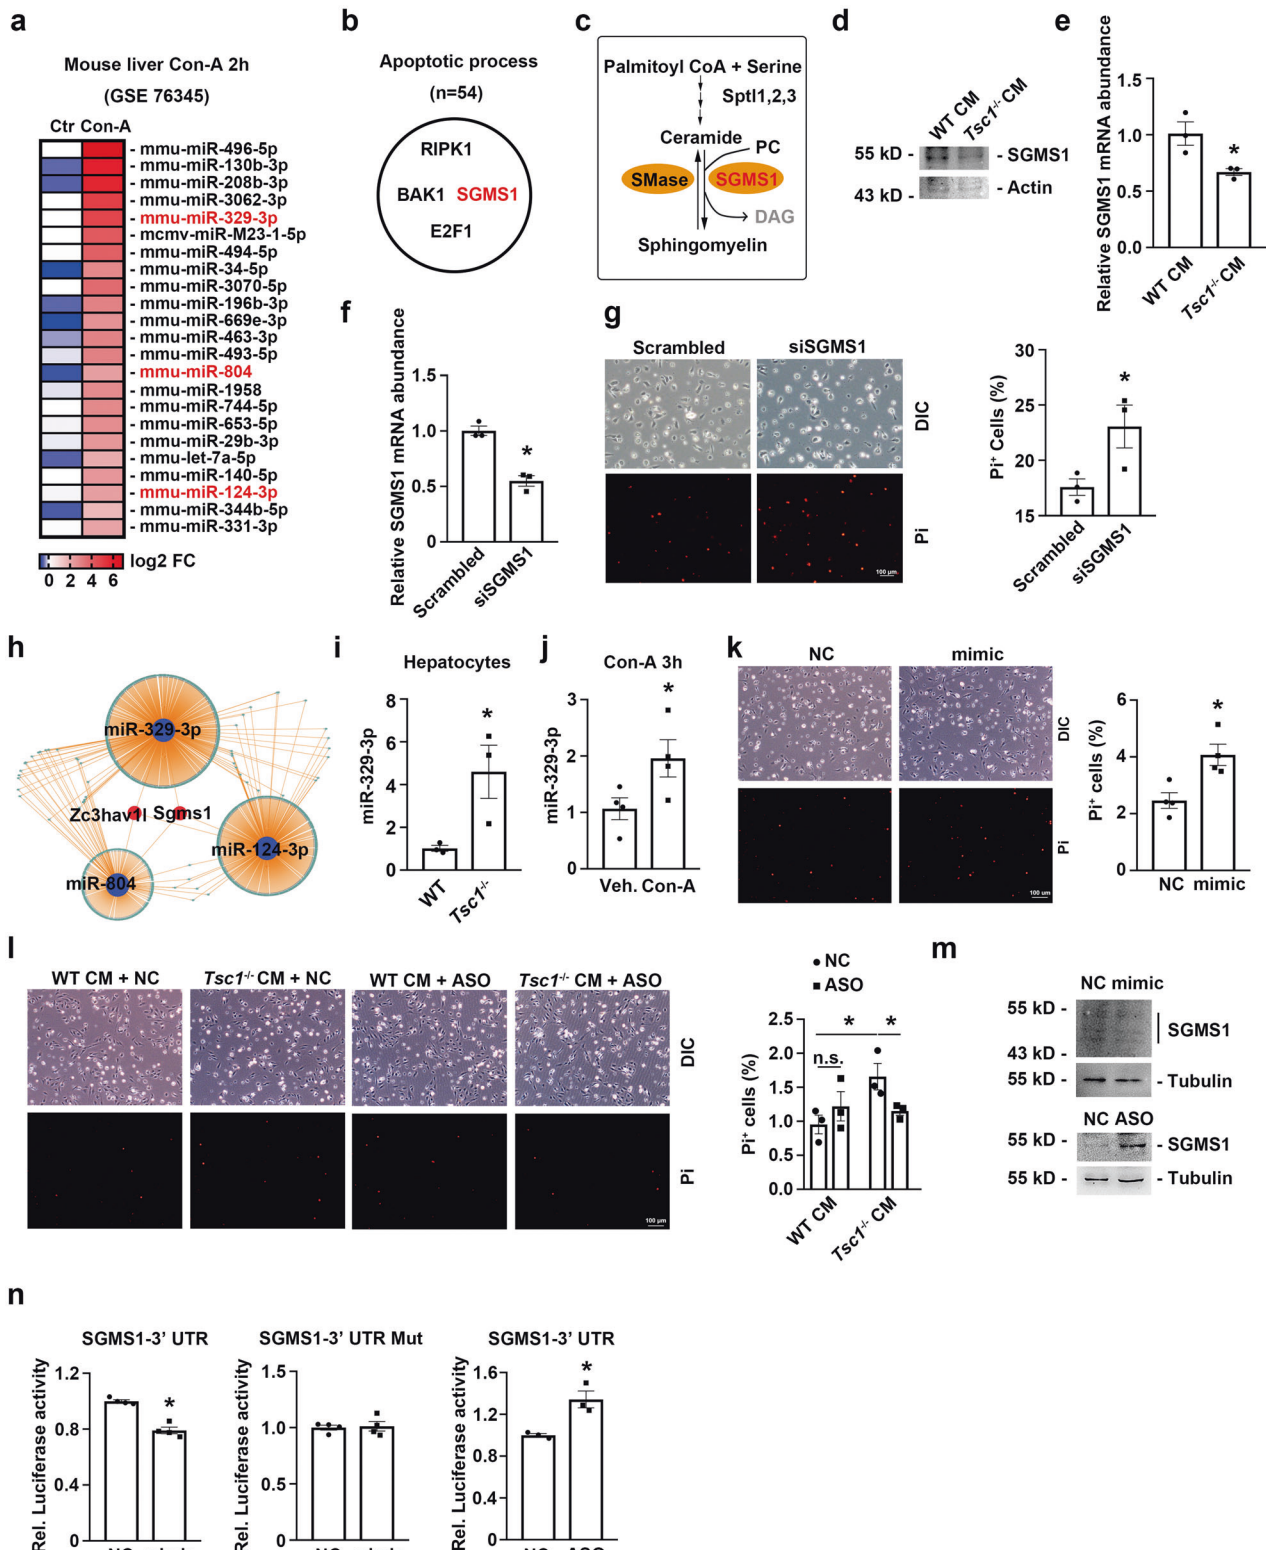 a
Mouse liver Con-A 2h
(GSE 76345)
Ctr Con-A
- mmu-miR-496-5p
- mmu-miR-130b-3p
- mmu-miR-208b-3p
- mmu-miR-3062-3p
- mmu-miR-329-3p
- mcmv-miR-M23-1-5p
- mmu-miR-494-5p
- mmu-miR-34-5p
- mmu-miR-3070-5p
- mmu-miR-196b-3p
- mmu-miR-669e-3p
- mmu-miR-463-3p
- mmu-miR-493-5p
- mmu-miR-804
- mmu-miR-1958
- mmu-miR-744-5p
- mmu-miR-653-5p
- mmu-miR-29b-3p
- mmu-let-7a-5p
- mmu-miR-140-5p
- mmu-miR-124-3p
- mmu-miR-344b-5p
- mmu-miR-331-3p
log2 FC
0 2 4 6
b
Apoptotic process
(n=54)
RIPK1
BAK1 SGMS1
E2F1
c
Palmitoyl CoA + Serine
Sptl1,2,3
Ceramide
PC
SMase SGMS1
DAG
Sphingomyelin
d
WT CM
Tsc1-/- CM
55 kD - - SGMS1
43 kD - - Actin
e
Relative SGMS1 mRNA abundance
1.5
1.0
0.5
0.0
*
WT CM
Tsc1-/- CM
f
Relative SGMS1 mRNA abundance
1.5
1.0
0.5
0
*
Scrambled
siSGMS1
g
Scrambled siSGMS1
DIC
Pi
100 µm
Pi+ Cells (%)
30
25
20
15
*
Scrambled
siSGMS1
h
miR-329-3p
Zc3hav1l Sgms1
miR-124-3p
miR-804
i
Hepatocytes
miR-329-3p
8
6
4
2
0
*
WT
Tsc1-/-
j
Con-A 3h
miR-329-3p
3
2
1
0
*
Veh. Con-A
k
NC mimic
DIC
Pi
100 um
Pi+ cells (%)
6
4
2
0
*
NC mimic
l
WT CM + NC Tsc1-/- CM + NC WT CM + ASO Tsc1-/- CM + ASO
DIC
Pi
100 µm
NC
ASO
Pi+ cells (%)
2.5
2.0
1.5
1.0
0.5
0.0
* *
n.s.
WT CM
Tsc1-/- CM
m
NC mimic
55 kD -
SGMS1
43 kD -
55 kD - - Tubulin
NC ASO
55 kD - - SGMS1
55 kD - - Tubulin
n
SGMS1-3' UTR
Rel. Luciferase activity
1.2
0.8
0.4
0
*
SGMS1-3' UTR Mut
Rel. Luciferase activity
1.5
1.0
0.5
0
SGMS1-3' UTR
Rel. Luciferase activity
1.6
1.2
0.8
0.4
0
*